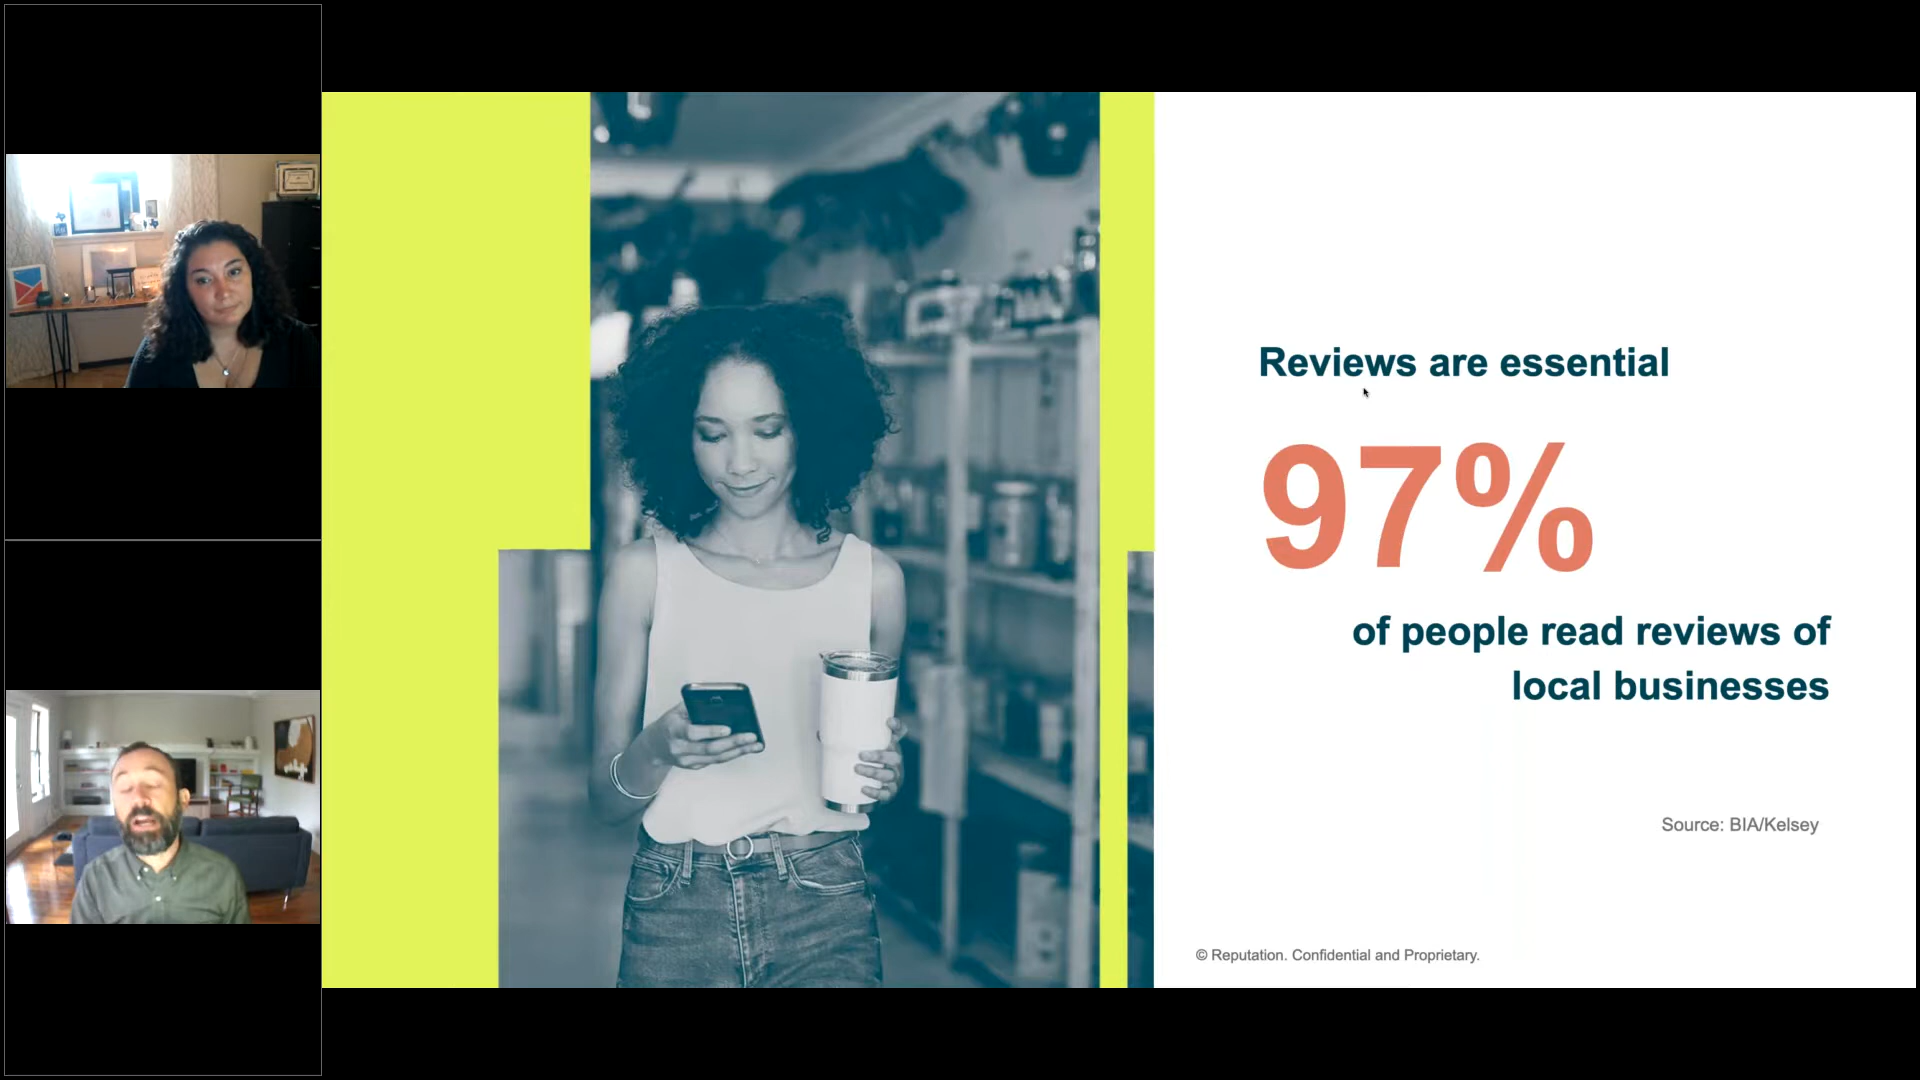 Reviews are essential
97%
of people read reviews of
local businesses
Source: BIA/Kelsey
© Reputation. Confidential and Proprietary.